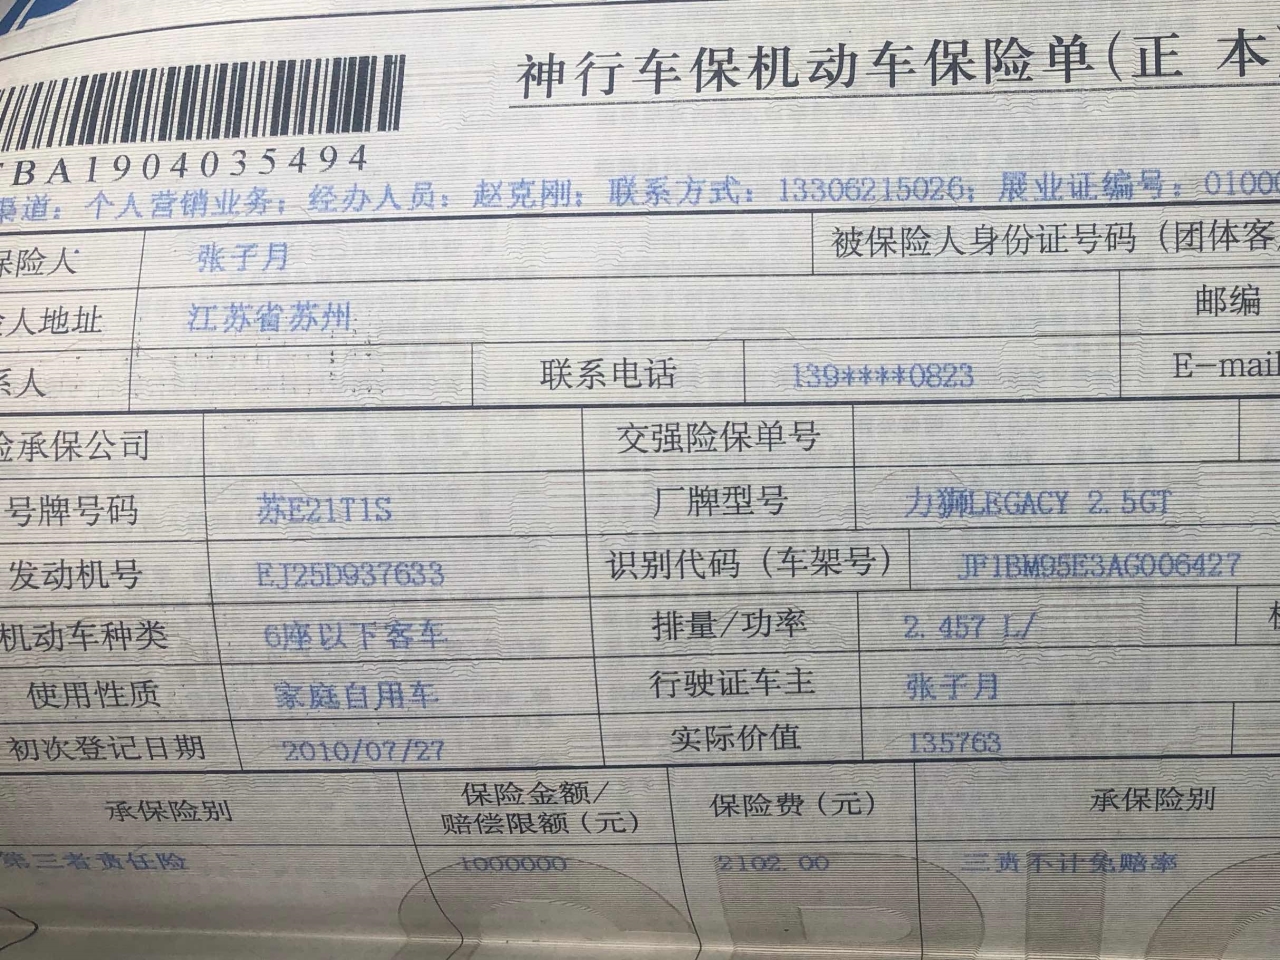 神行车保机动车保险单(正 本
BA1904035494
渠道：个人营销业务；经办人员：赵克刚；联系方式：13306215026；展业证编号：0100
保险人 张子月 被保险人身份证号码（团体客
人地址 江苏省苏州 邮编
系人 联系电话 139****0823 E-mail
险承保公司 交强险保单号
号牌号码 苏E21T1S 厂牌型号 力狮LEGACY 2.5GT
发动机号 EJ25D937633 识别代码（车架号） JF1BM95E3AG006427
机动车种类 6座以下客车 排量/功率 2.457 L/
使用性质 家庭自用车 行驶证车主 张子月
初次登记日期 2010/07/27 实际价值 135763
承保险别 保险金额/ 保险费（元） 承保险别
赔偿限额（元）
第三者责任险 1000000 2102.00 三责不计免赔率